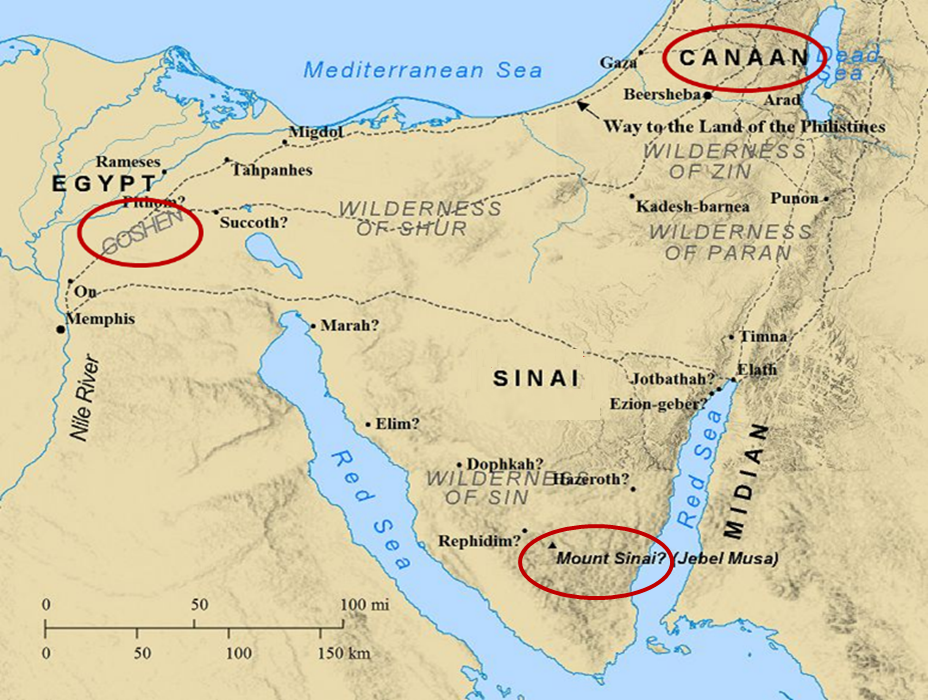 Mediterranean Sea
Gaza
CANAAN
Dead
Sea
Beersheba
Arad
Way to the Land of the Philistines
Migdol
Rameses
Tahpanhes
EGYPT
Pithom?
GOSHEN
Succoth?
WILDERNESS
OF SHUR
WILDERNESS
OF ZIN
Kadesh-barnea
Punon
WILDERNESS
OF PARAN
On
Memphis
Nile River
Marah?
Timna
SINAI
Jotbathah?
Elath
Ezion-geber?
Elim?
Red Sea
Red Sea
MIDIAN
Dophkah?
WILDERNESS
OF SIN
Hazeroth?
Rephidim?
Mount Sinai? (Jebel Musa)
0 50 100 mi
0 50 100 150 km